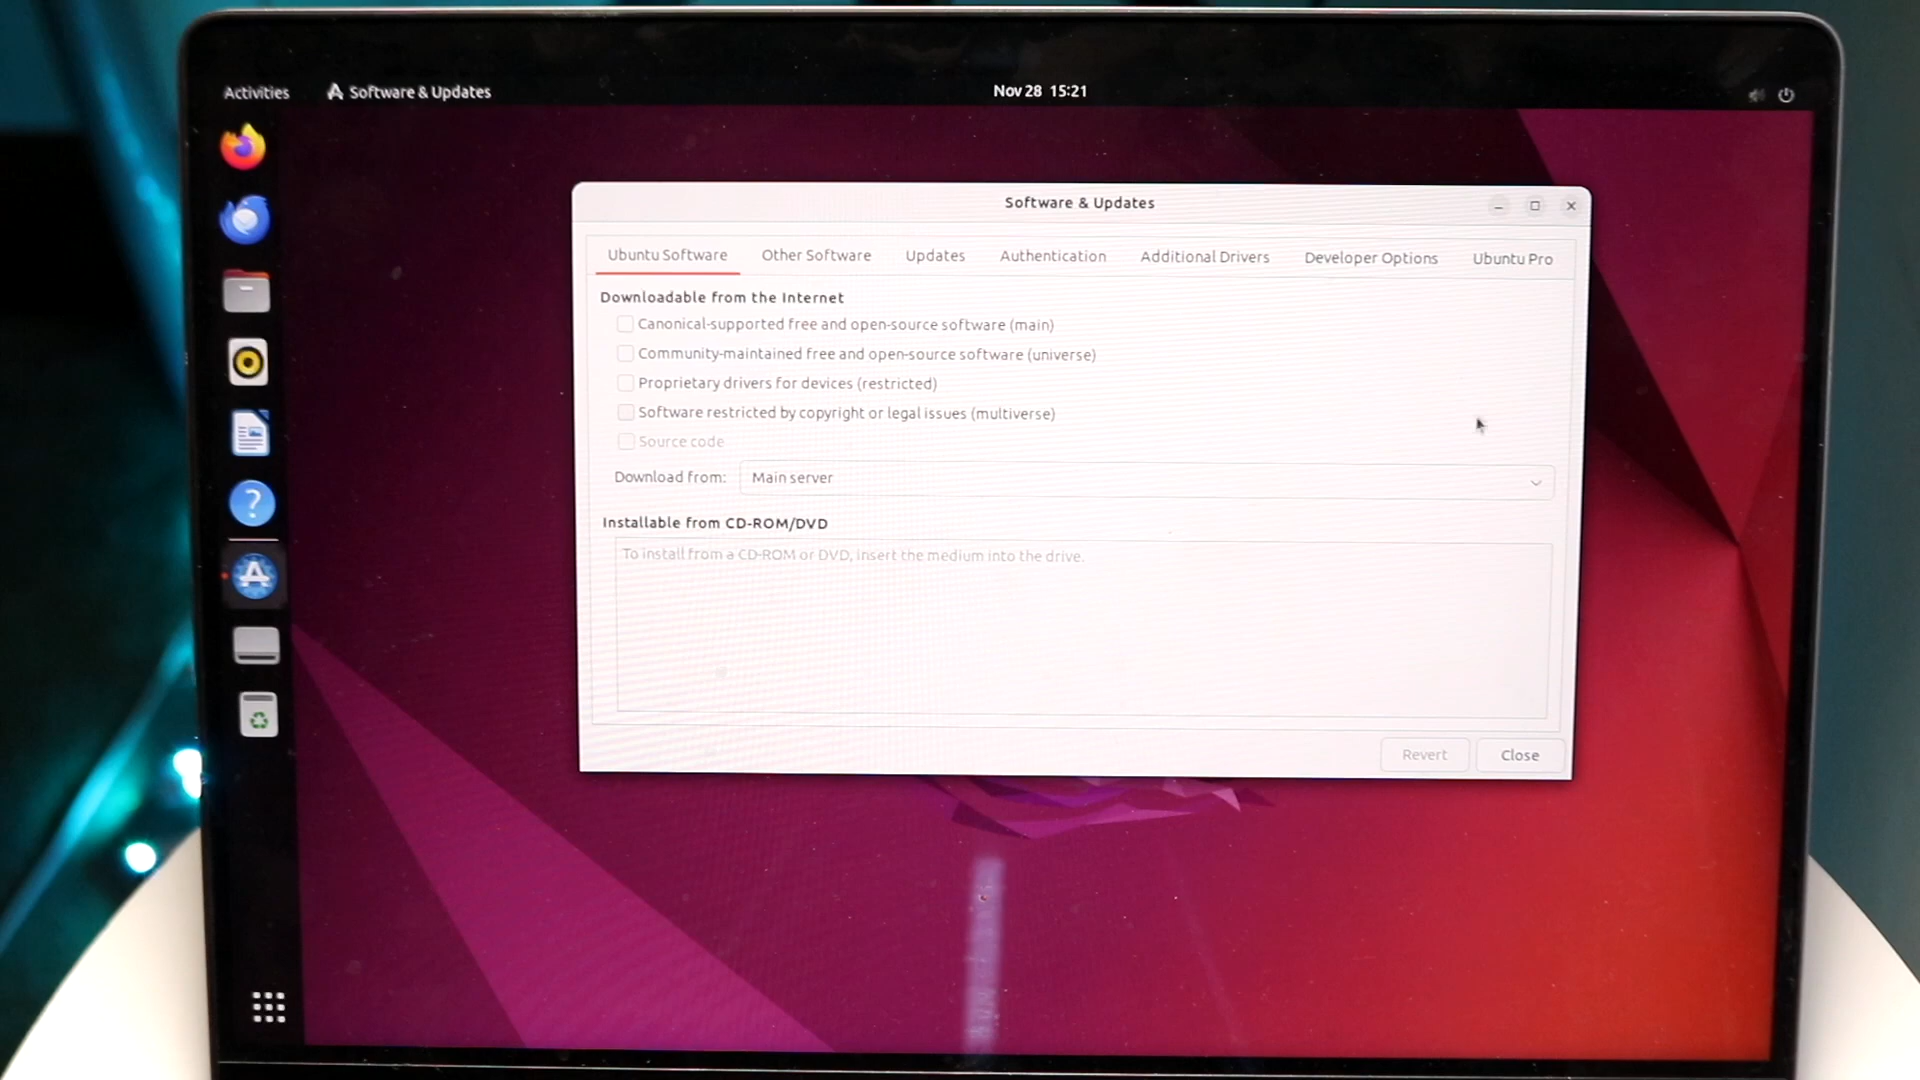 Activities Software & Updates Nov 28 15:21
Software & Updates
Ubuntu Software Other Software Updates Authentication Additional Drivers Developer Options Ubuntu Pro
Downloadable from the Internet
Canonical-supported free and open-source software (main)
Community-maintained free and open-source software (universe)
Proprietary drivers for devices (restricted)
Software restricted by copyright or legal issues (multiverse)
Source code
Download from: Main server
Installable from CD-ROM/DVD
To install from a CD-ROM or DVD, insert the medium into the drive.
Revert Close